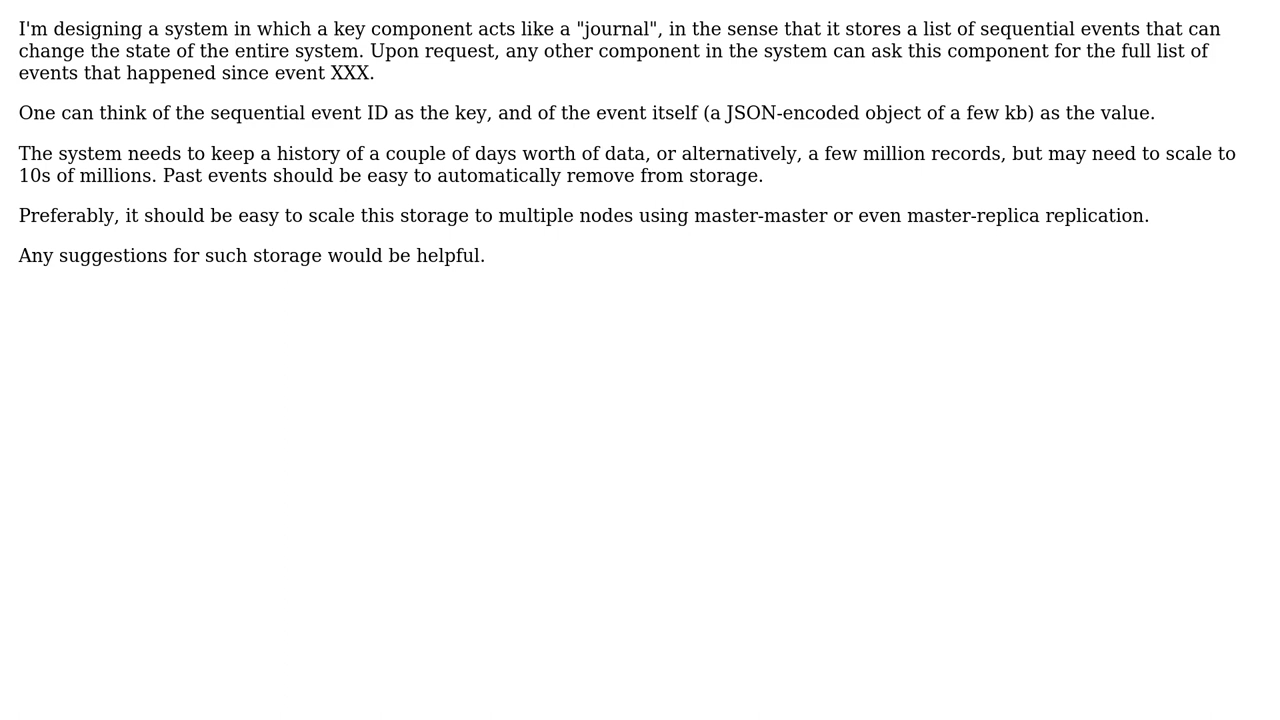 I'm designing a system in which a key component acts like a "journal", in the sense that it stores a list of sequential events that can
change the state of the entire system. Upon request, any other component in the system can ask this component for the full list of
events that happened since event XXX.
One can think of the sequential event ID as the key, and of the event itself (a JSON-encoded object of a few kb) as the value.
The system needs to keep a history of a couple of days worth of data, or alternatively, a few million records, but may need to scale to
10s of millions. Past events should be easy to automatically remove from storage.
Preferably, it should be easy to scale this storage to multiple nodes using master-master or even master-replica replication.
Any suggestions for such storage would be helpful.